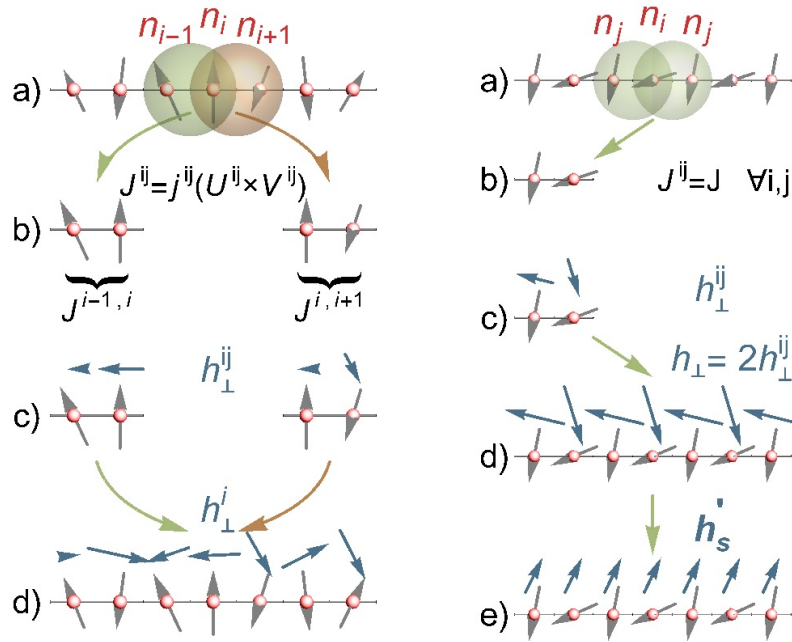 n_{i-1} n_i n_{i+1}
a)
J^{ij}=j^{ij}(U^{ij}×V^{ij})
b)
J^{i-1,i} J^{i,i+1}
h_⊥^{ij}
c)
h_⊥^i
d)
n_j n_i n_j
a)
b) J^{ij}=J ∀i,j
h_⊥^{ij}
c)
h_⊥= 2h_⊥^{ij}
d)
h_s^'
e)